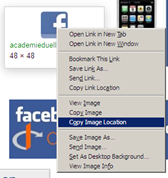 academieduell
48 × 48
Open Link in New Tab
Open Link in New Window
Bookmark This Link
Save Link As...
Send Link...
Copy Link Location
View Image
Copy Image
Copy Image Location
Save Image As...
Send Image...
Set As Desktop Background...
View Image Info
faceb